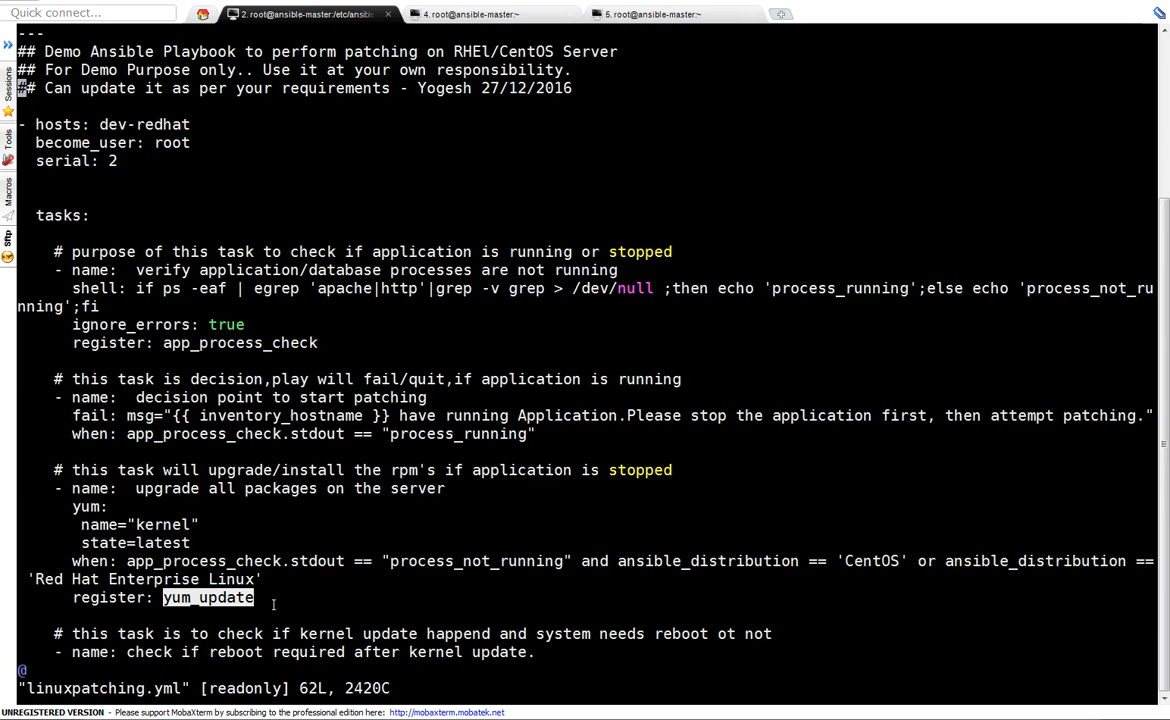 Quick connect...
2. root@ansible-master:/etc/ansibl
4. root@ansible-master:~
5. root@ansible-master:~
Sessions
Tools
Macros
Sftp
---
## Demo Ansible Playbook to perform patching on RHEl/CentOS Server
## For Demo Purpose only.. Use it at your own responsibility.
## Can update it as per your requirements - Yogesh 27/12/2016
- hosts: dev-redhat
become_user: root
serial: 2
tasks:
# purpose of this task to check if application is running or stopped
- name:  verify application/database processes are not running
shell: if ps -eaf | egrep 'apache|http'|grep -v grep > /dev/null ;then echo 'process_running';else echo 'process_not_ru
nning';fi
ignore_errors: true
register: app_process_check
# this task is decision,play will fail/quit,if application is running
- name:  decision point to start patching
fail: msg="{{ inventory_hostname }} have running Application.Please stop the application first, then attempt patching."
when: app_process_check.stdout == "process_running"
# this task will upgrade/install the rpm's if application is stopped
- name:  upgrade all packages on the server
yum:
name="kernel"
state=latest
when: app_process_check.stdout == "process_not_running" and ansible_distribution == 'CentOS' or ansible_distribution ==
'Red Hat Enterprise Linux'
register: yum_update
# this task is to check if kernel update happend and system needs reboot ot not
- name: check if reboot required after kernel update.
@
"linuxpatching.yml" [readonly] 62L, 2420C
UNREGISTERED VERSION - Please support MobaXterm by subscribing to the professional edition here: http://mobaxterm.mobatek.net